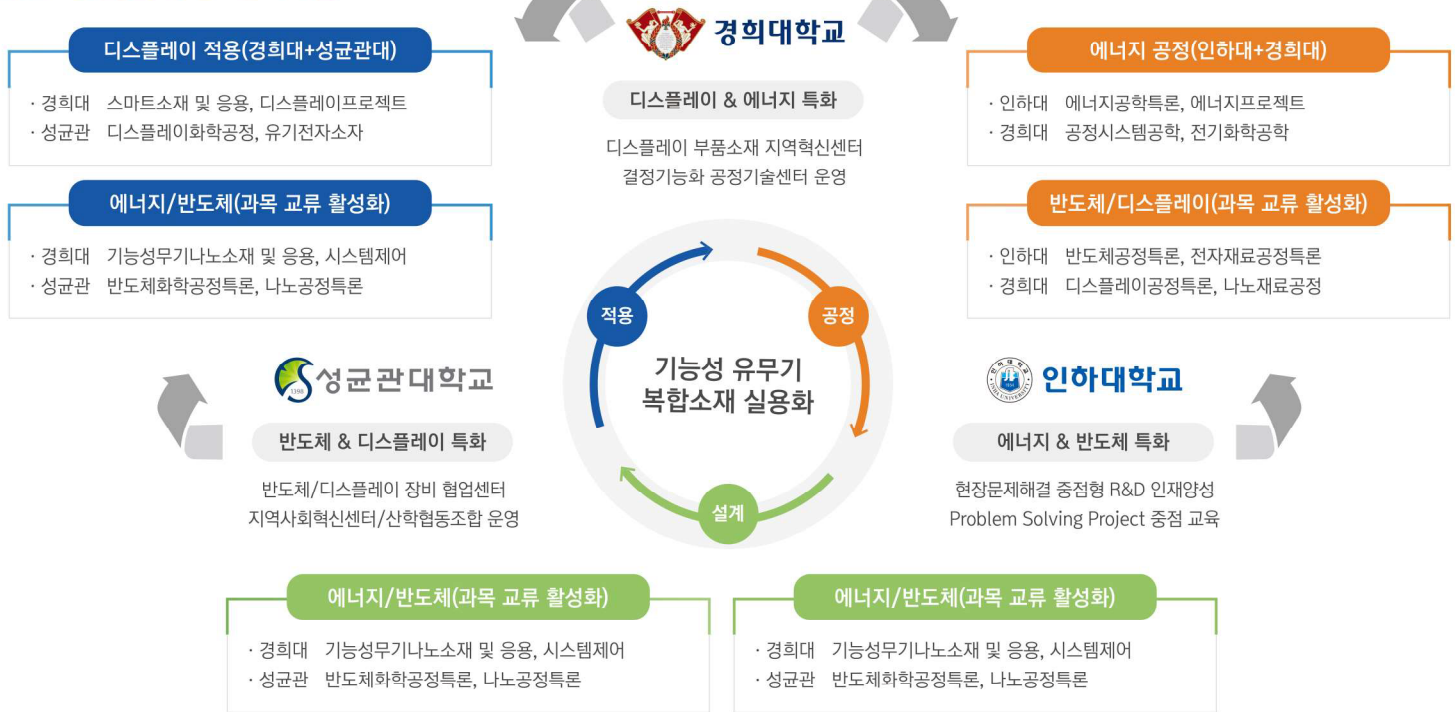 경희대학교
디스플레이 & 에너지 특화
디스플레이 부품소재 지역혁신센터
결정기능화 공정기술센터 운영
디스플레이 적용(경희대+성균관대)
· 경희대 스마트소재 및 응용, 디스플레이프로젝트
· 성균관 디스플레이화학공정, 유기전자소자
에너지/반도체(과목 교류 활성화)
· 경희대 기능성무기나노소재 및 응용, 시스템제어
· 성균관 반도체화학공정특론, 나노공정특론
에너지 공정(인하대+경희대)
· 인하대 에너지공학특론, 에너지프로젝트
· 경희대 공정시스템공학, 전기화학공학
반도체/디스플레이(과목 교류 활성화)
· 인하대 반도체공정특론, 전자재료공정특론
· 경희대 디스플레이공정특론, 나노재료공정
적용
공정
기능성 유무기
복합소재 실용화
설계
1398
성균관대학교
반도체 & 디스플레이 특화
반도체/디스플레이 장비 협업센터
지역사회혁신센터/산학협동조합 운영
인하대학교
INHA UNIVERSITY
인하대학교
에너지 & 반도체 특화
현장문제해결 중점형 R&D 인재양성
Problem Solving Project 중점 교육
에너지/반도체(과목 교류 활성화)
· 경희대 기능성무기나노소재 및 응용, 시스템제어
· 성균관 반도체화학공정특론, 나노공정특론
에너지/반도체(과목 교류 활성화)
· 경희대 기능성무기나노소재 및 응용, 시스템제어
· 성균관 반도체화학공정특론, 나노공정특론